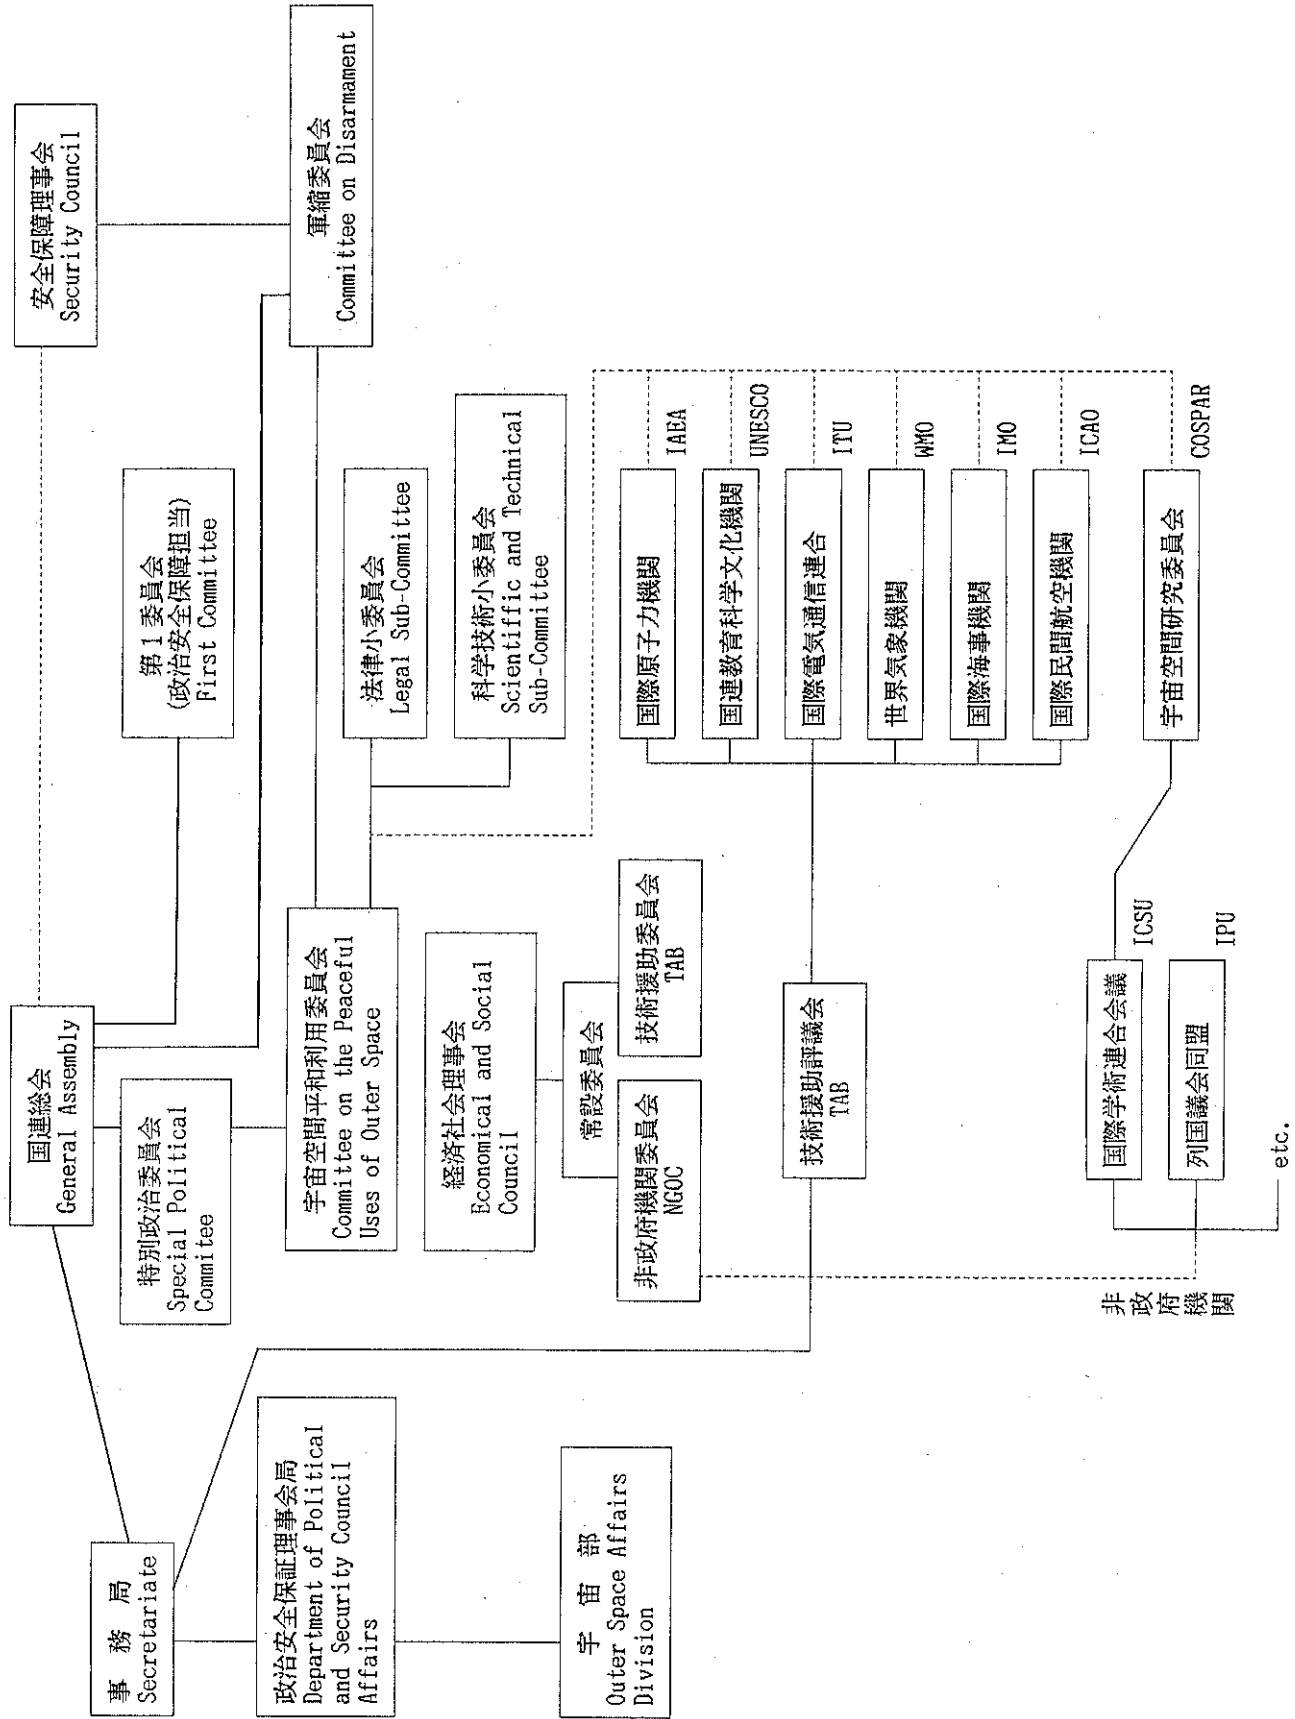 国連総会
General Assembly
安全保障理事会
Security Council
事務局
Secretariate
特別政治委員会
Special Political
Commitee
第1委員会
(政治安全保障担当)
First Committee
政治安全保証理事会局
Department of Political
and Security Council
Affairs
宇宙空間平和利用委員会
Committee on the Peaceful
Uses of Outer Space
軍縮委員会
Committee on Disarmament
法律小委員会
Legal Sub-Committee
経済社会理事会
Economical and Social
Council
科学技術小委員会
Scientiffic and Technical
Sub-Committee
宇宙部
Outer Space Affairs
Division
常設委員会
非政府機関委員会
NGOC
技術援助委員会
TAB
国際原子力機関
IAEA
国連教育科学文化機関
UNESCO
技術援助評議会
TAB
国際電気通信連合
ITU
世界気象機関
WMO
国際海事機関
IMO
国際民間航空機関
ICAO
非政府機関
国際学術連合会議
ICSU
宇宙空間研究委員会
COSPAR
列国議会同盟
IPU
etc.